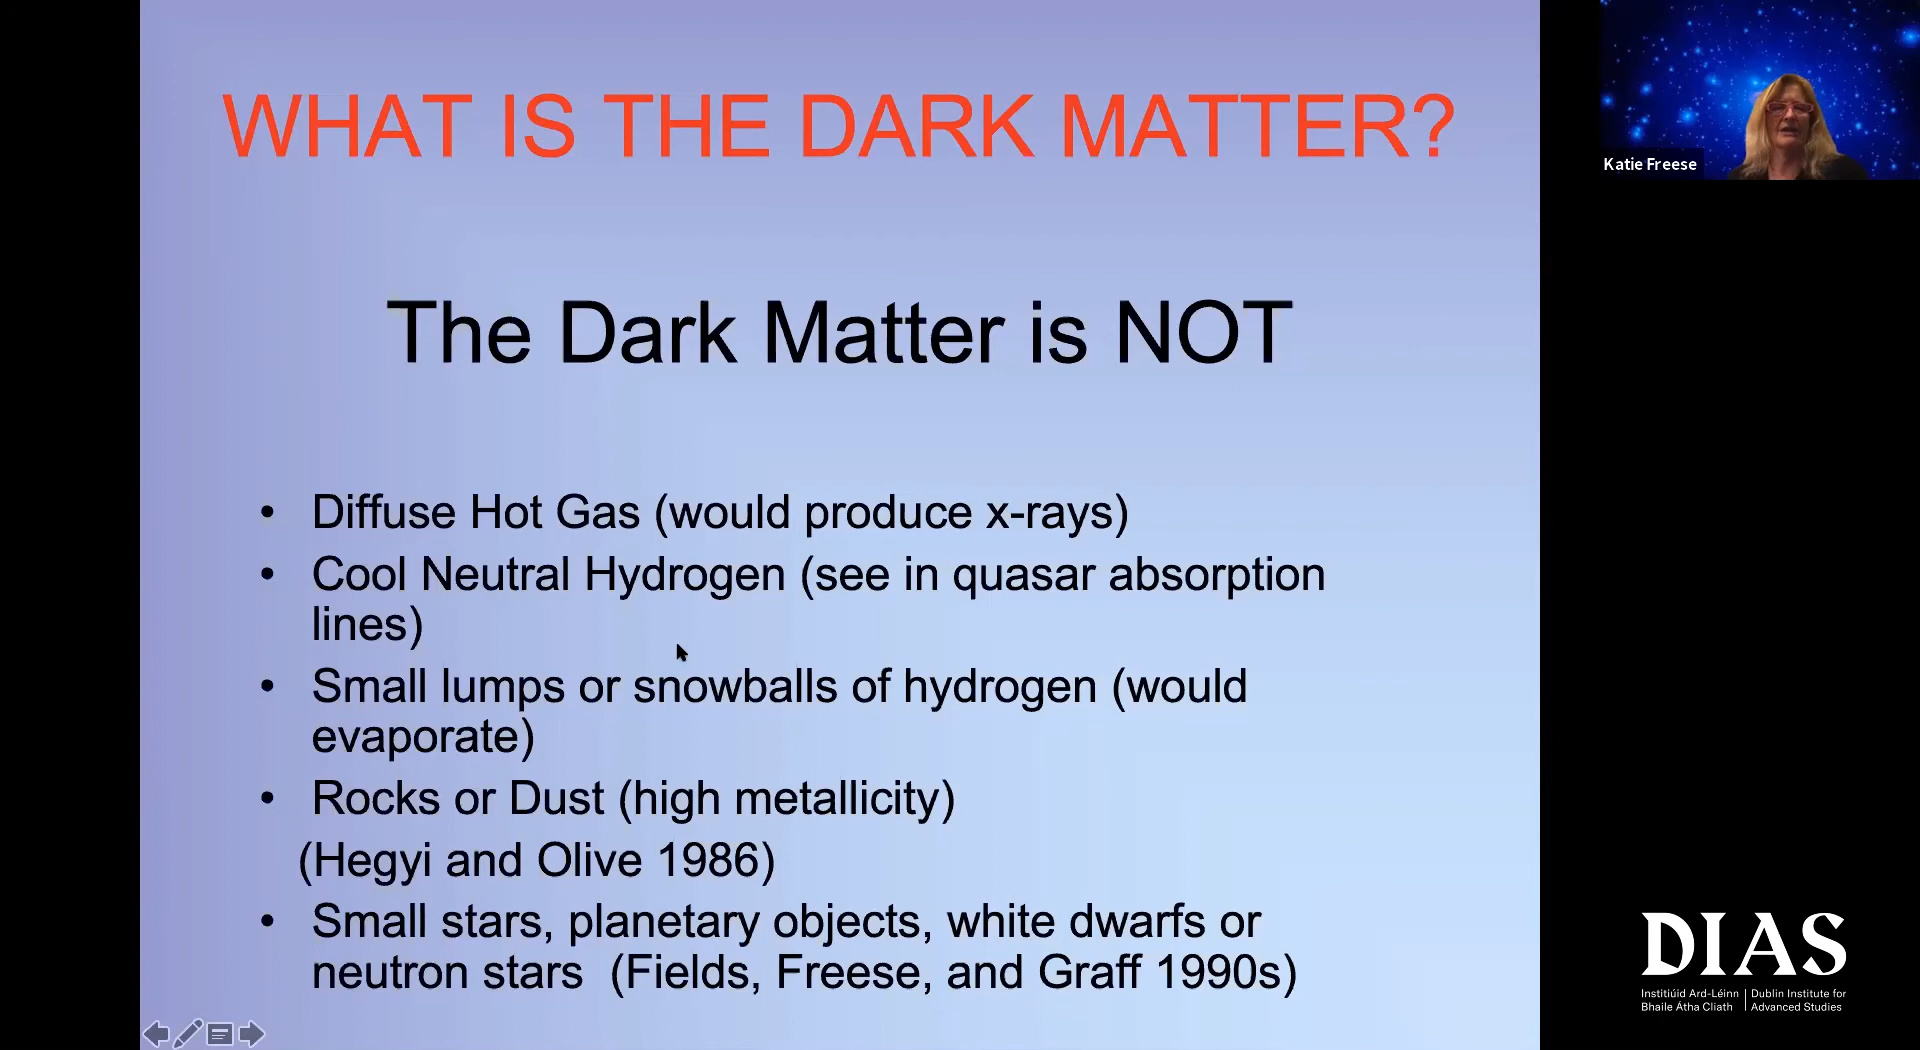 WHAT IS THE DARK MATTER?
The Dark Matter is NOT
• Diffuse Hot Gas (would produce x-rays)
• Cool Neutral Hydrogen (see in quasar absorption
lines)
• Small lumps or snowballs of hydrogen (would
evaporate)
• Rocks or Dust (high metallicity)
(Hegyi and Olive 1986)
• Small stars, planetary objects, white dwarfs or
neutron stars (Fields, Freese, and Graff 1990s)
Katie Freese
DIAS
Institiúid Ard-Léinn
Bhaile Átha Cliath
Dublin Institute for
Advanced Studies